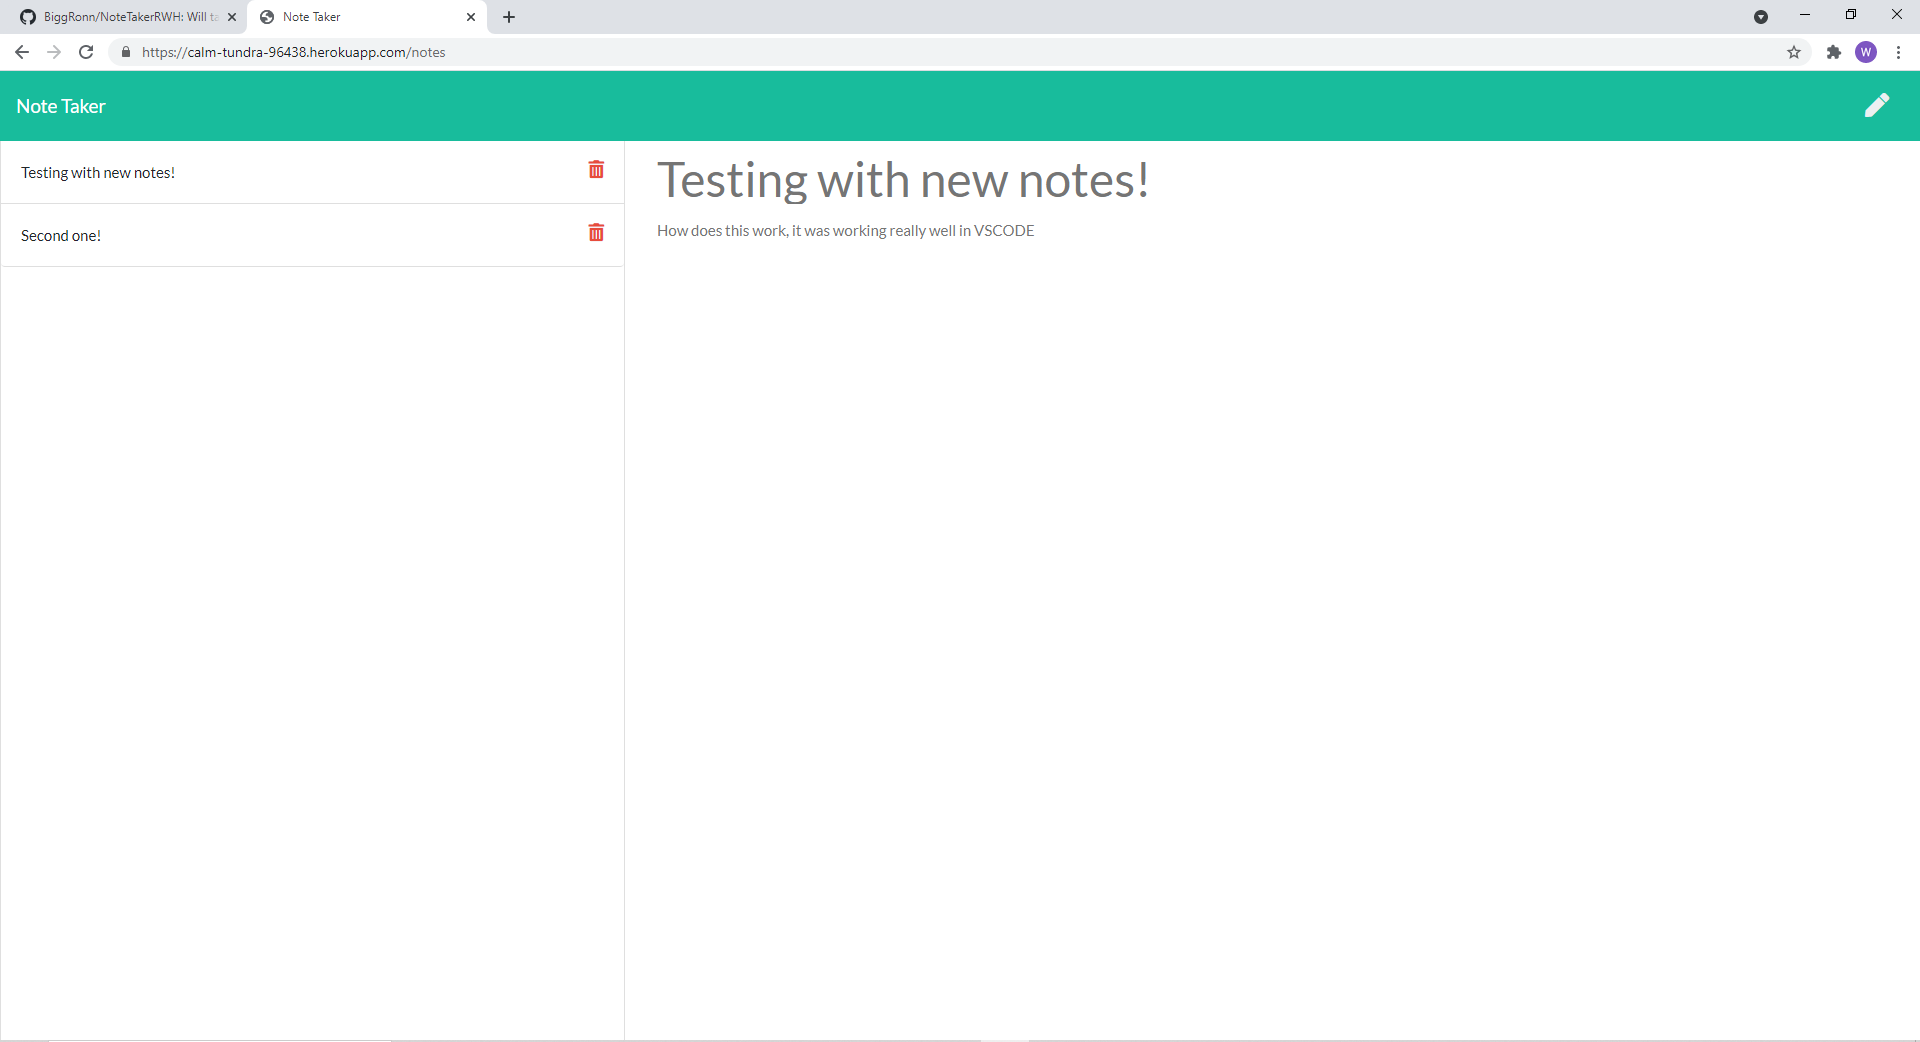 BiggRonn/NoteTakerRWH: Will ta
Note Taker
https://calm-tundra-96438.herokuapp.com/notes
W
Note Taker
Testing with new notes!
Second one!
Testing with new notes!
How does this work, it was working really well in VSCODE